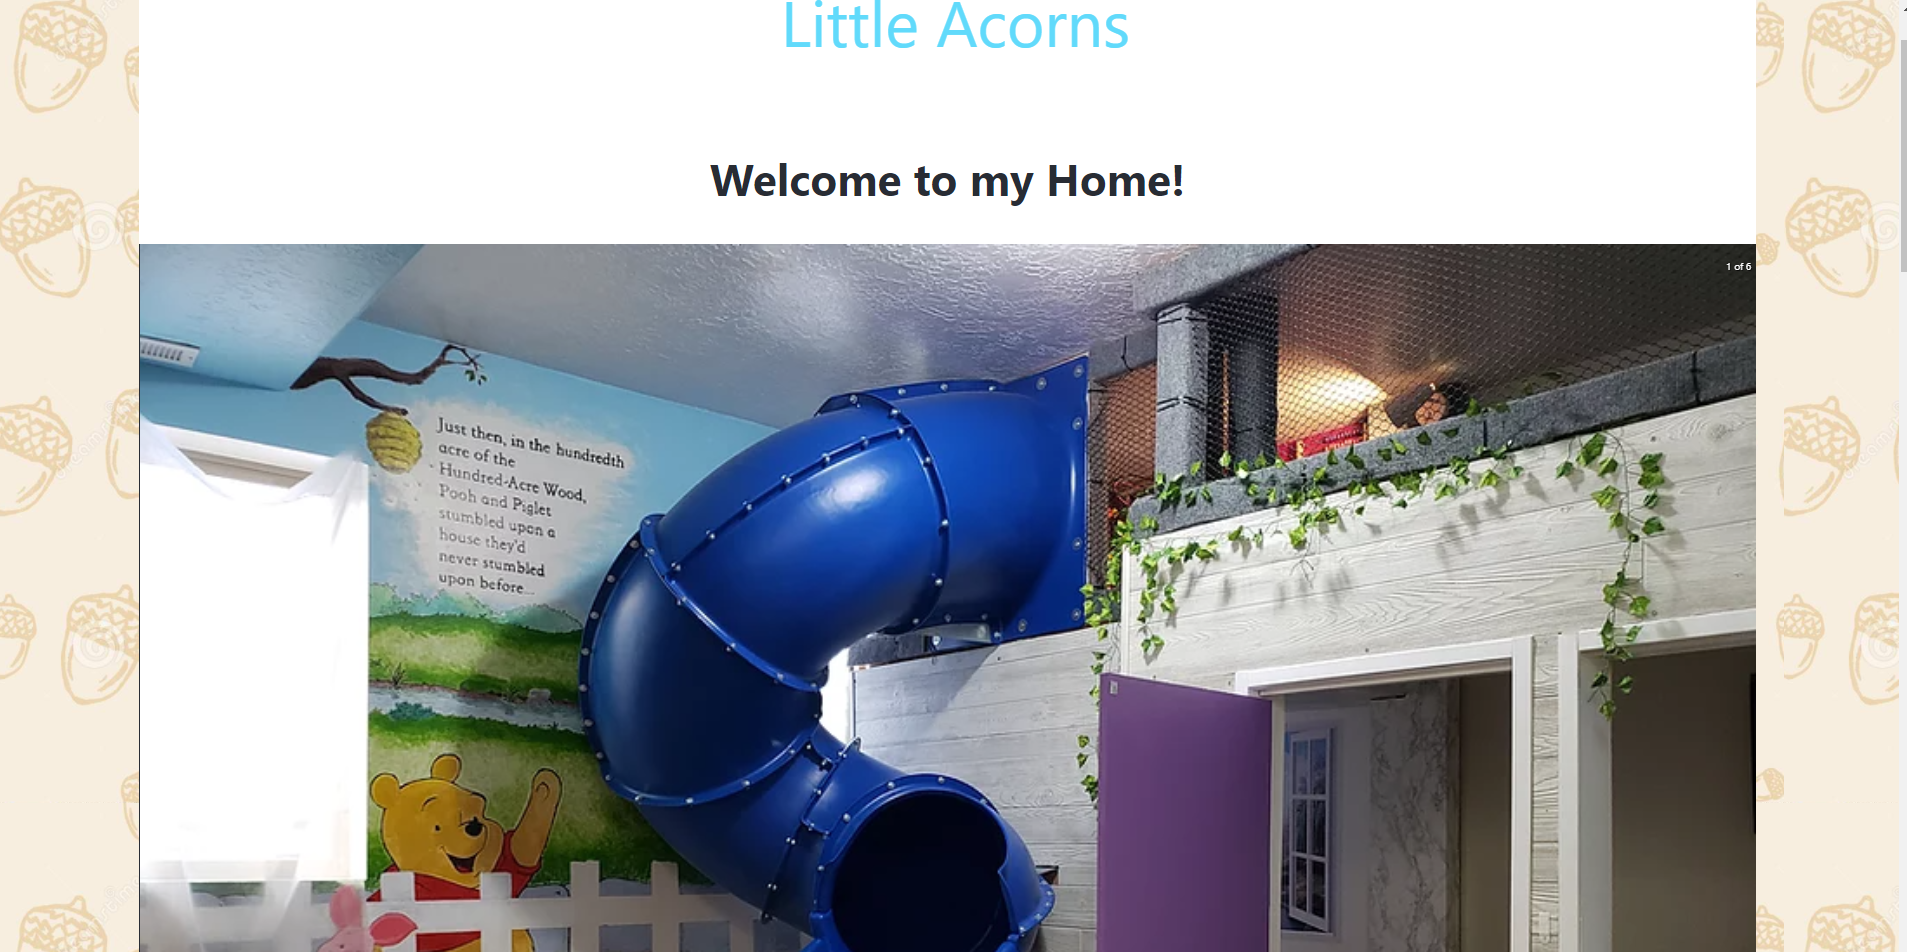 Little Acorns
Welcome to my Home!
1 of 6
Just then, in the hundredth
acre of the
Hundred-Acre Wood,
Pooh and Piglet
stumbled upon a
house they'd
never stumbled
upon before...